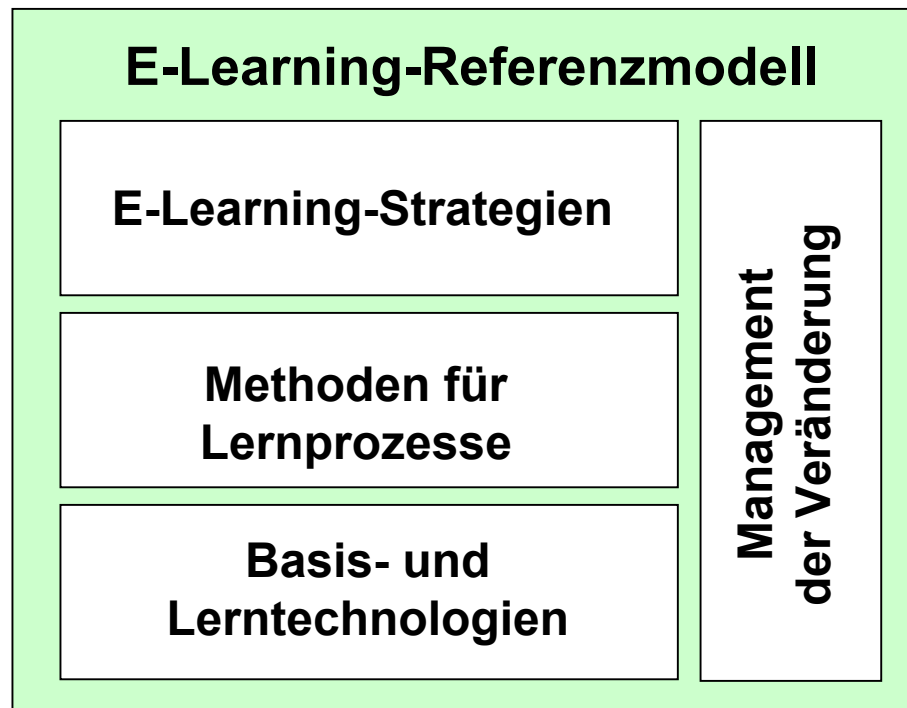 E-Learning-Referenzmodell
E-Learning-Strategien
Methoden für
Lernprozesse
Basis- und
Lerntechnologien
Management
der Veränderung